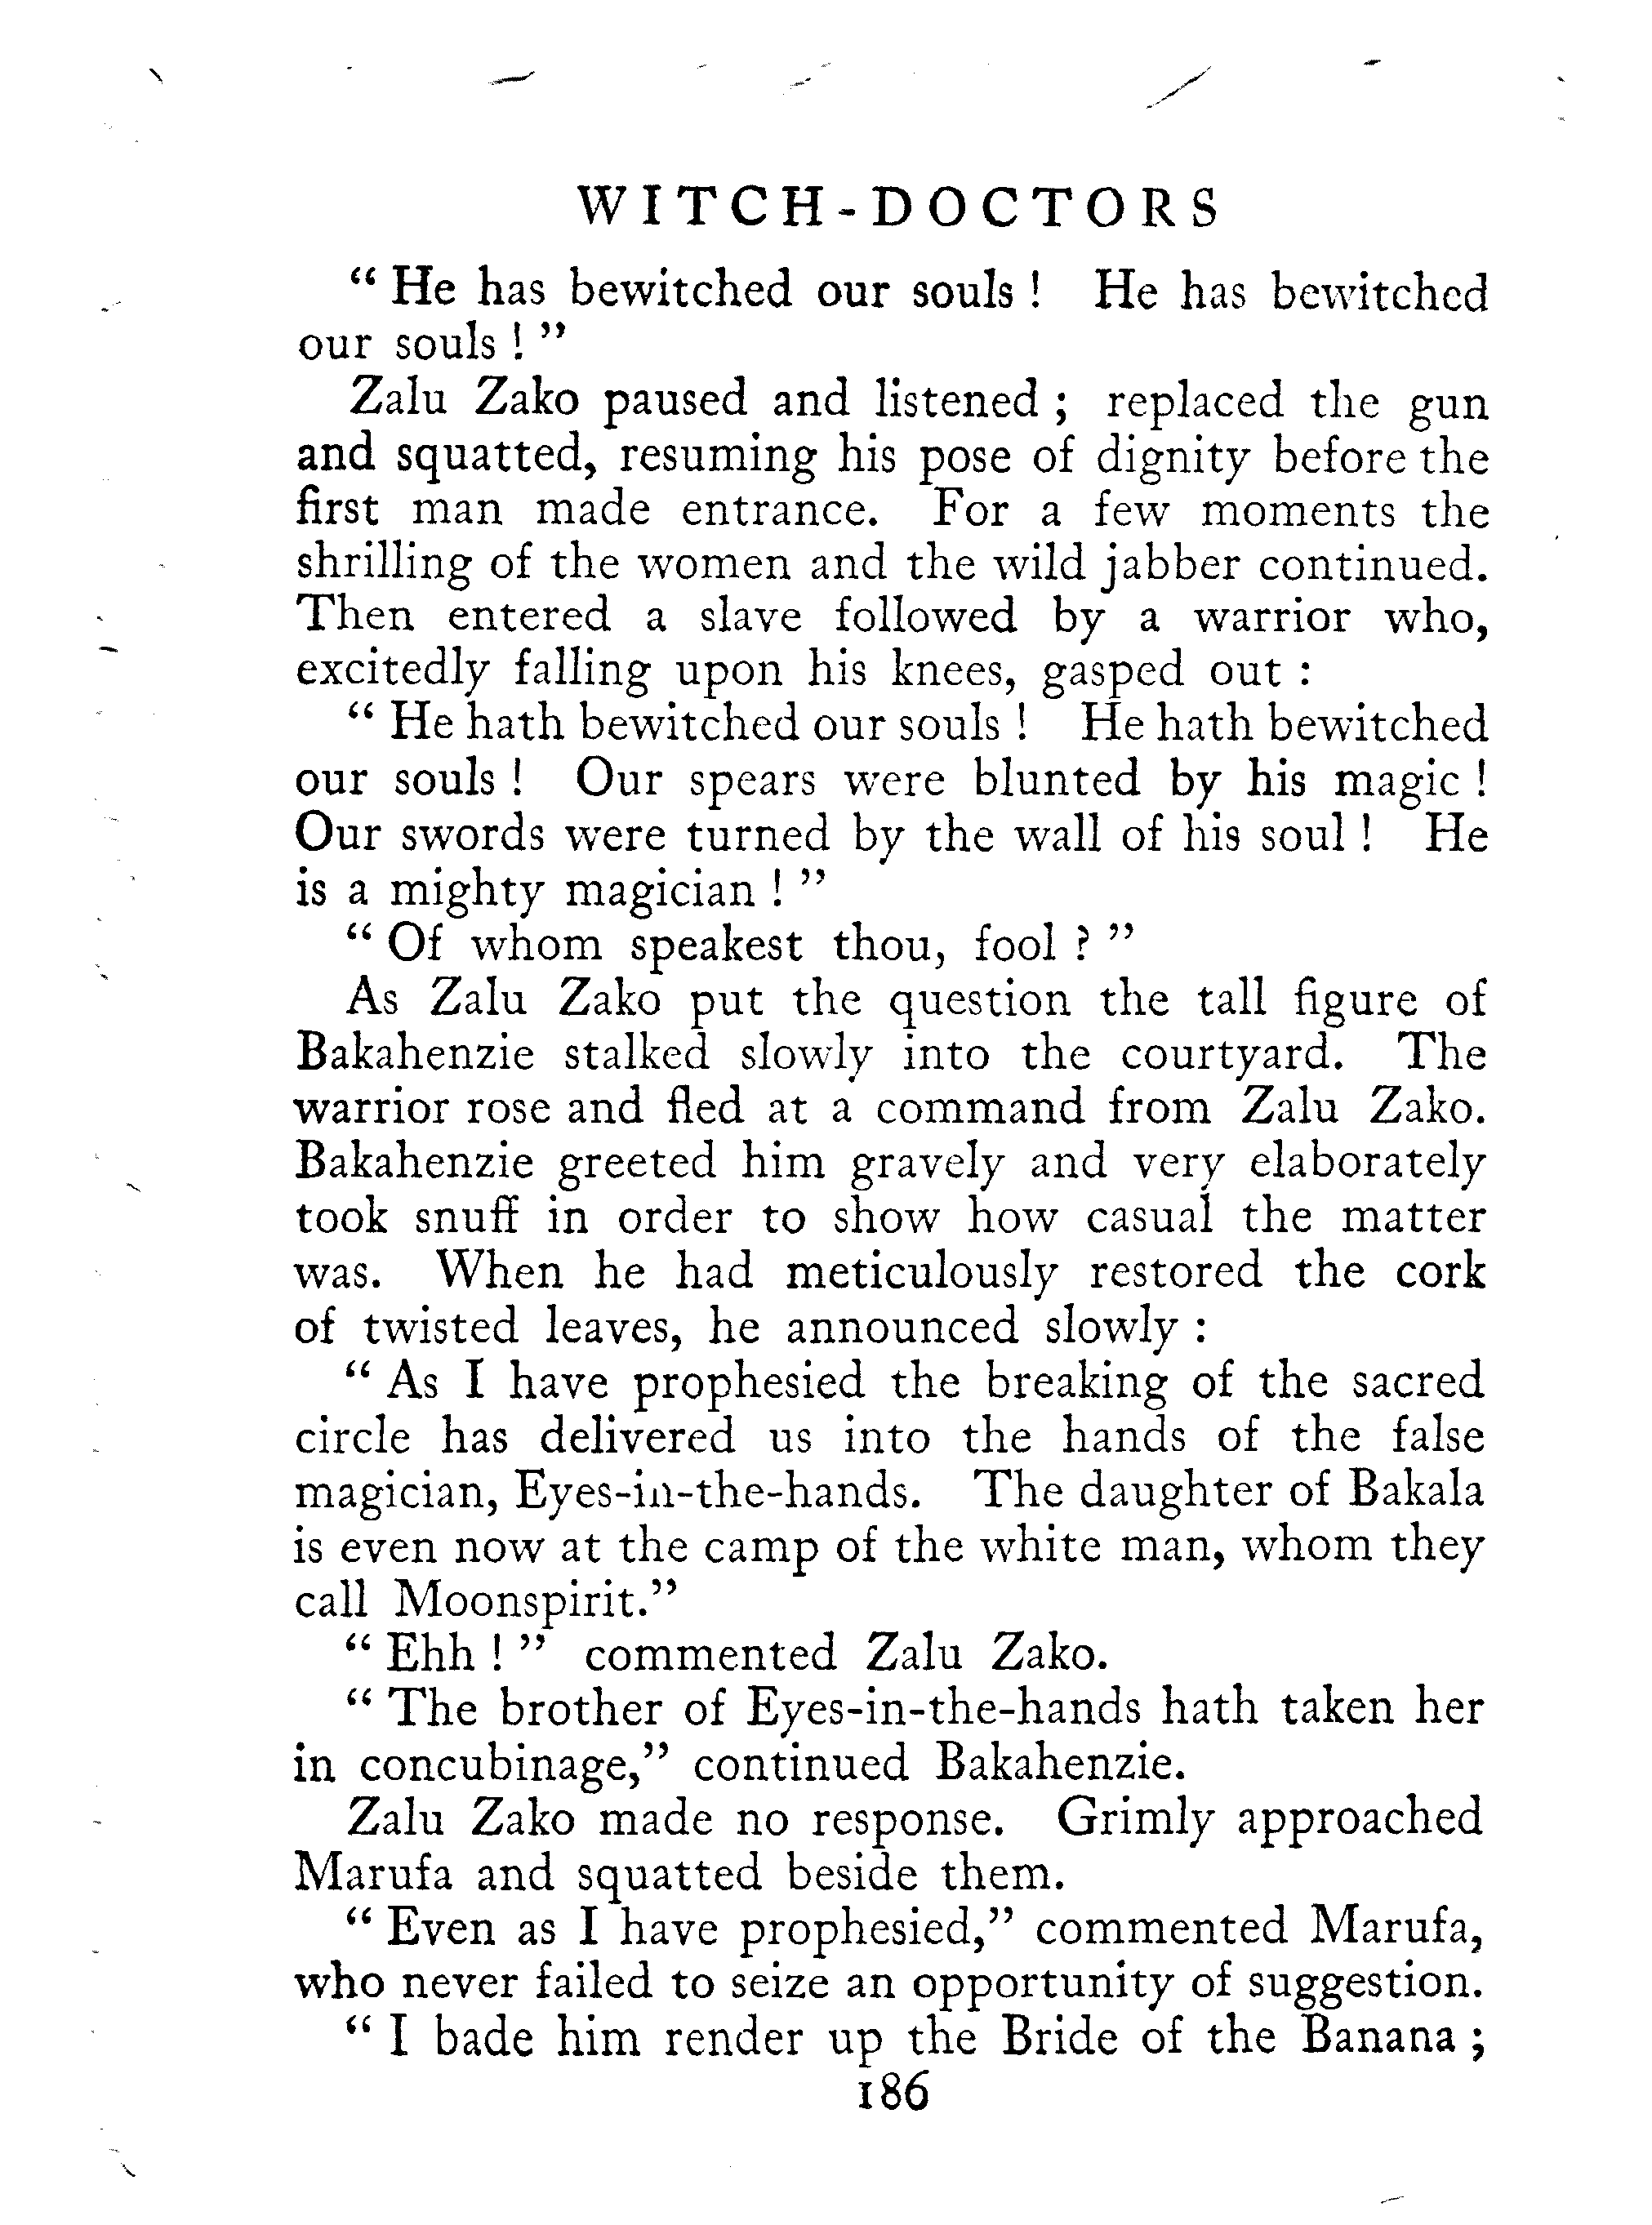 WITCH-DOCTORS
“ He has bewitched our souls ! He has bewitched
our souls ! ”
Zalu Zako paused and listened ; replaced the gun
and squatted, resuming his pose of dignity before the
first man made entrance. For a few moments the
shrilling of the women and the wild jabber continued.
Then entered a slave followed by a warrior who,
excitedly falling upon his knees, gasped out :
“ He hath bewitched our souls ! He hath bewitched
our souls ! Our spears were blunted by his magic !
Our swords were turned by the wall of his soul ! He
is a mighty magician ! ”
“ Of whom speakest thou, fool ? ”
As Zalu Zako put the question the tall figure of
Bakahenzie stalked slowly into the courtyard. The
warrior rose and fled at a command from Zalu Zako.
Bakahenzie greeted him gravely and very elaborately
took snuff in order to show how casual the matter
was. When he had meticulously restored the cork
of twisted leaves, he announced slowly :
“ As I have prophesied the breaking of the sacred
circle has delivered us into the hands of the false
magician, Eyes-in-the-hands. The daughter of Bakala
is even now at the camp of the white man, whom they
call Moonspirit.”
“ Ehh ! ” commented Zalu Zako.
“ The brother of Eyes-in-the-hands hath taken her
in concubinage,” continued Bakahenzie.
Zalu Zako made no response. Grimly approached
Marufa and squatted beside them.
“ Even as I have prophesied,” commented Marufa,
who never failed to seize an opportunity of suggestion.
“ I bade him render up the Bride of the Banana ;
186